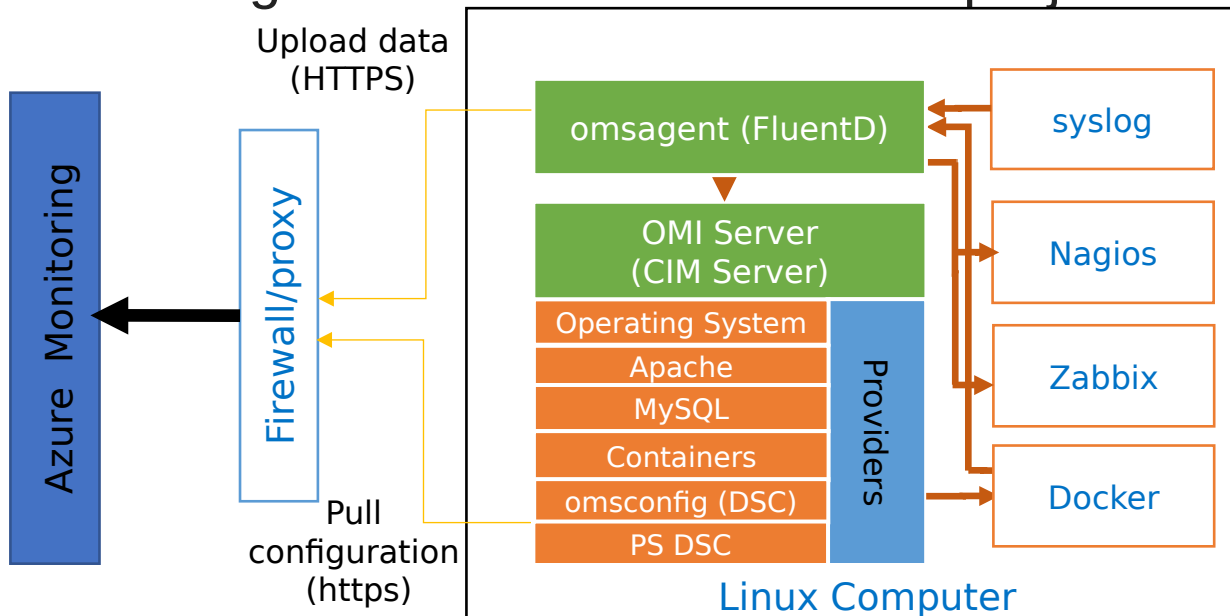 Upload data
(HTTPS)
Azure Monitoring
Firewall/proxy
Pull
configuration
(https)
omsagent (FluentD)
OMI Server
(CIM Server)
Operating System
Apache
MySQL
Containers
omsconfig (DSC)
PS DSC
Providers
syslog
Nagios
Zabbix
Docker
Linux Computer